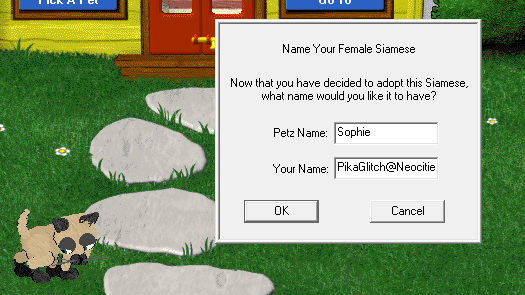 Pick A Pet
Go To
Name Your Female Siamese
Now that you have decided to adopt this Siamese,
what name would you like it to have?
Petz Name: Sophie
Your Name: PikaGlitch@Neocitie
OK Cancel